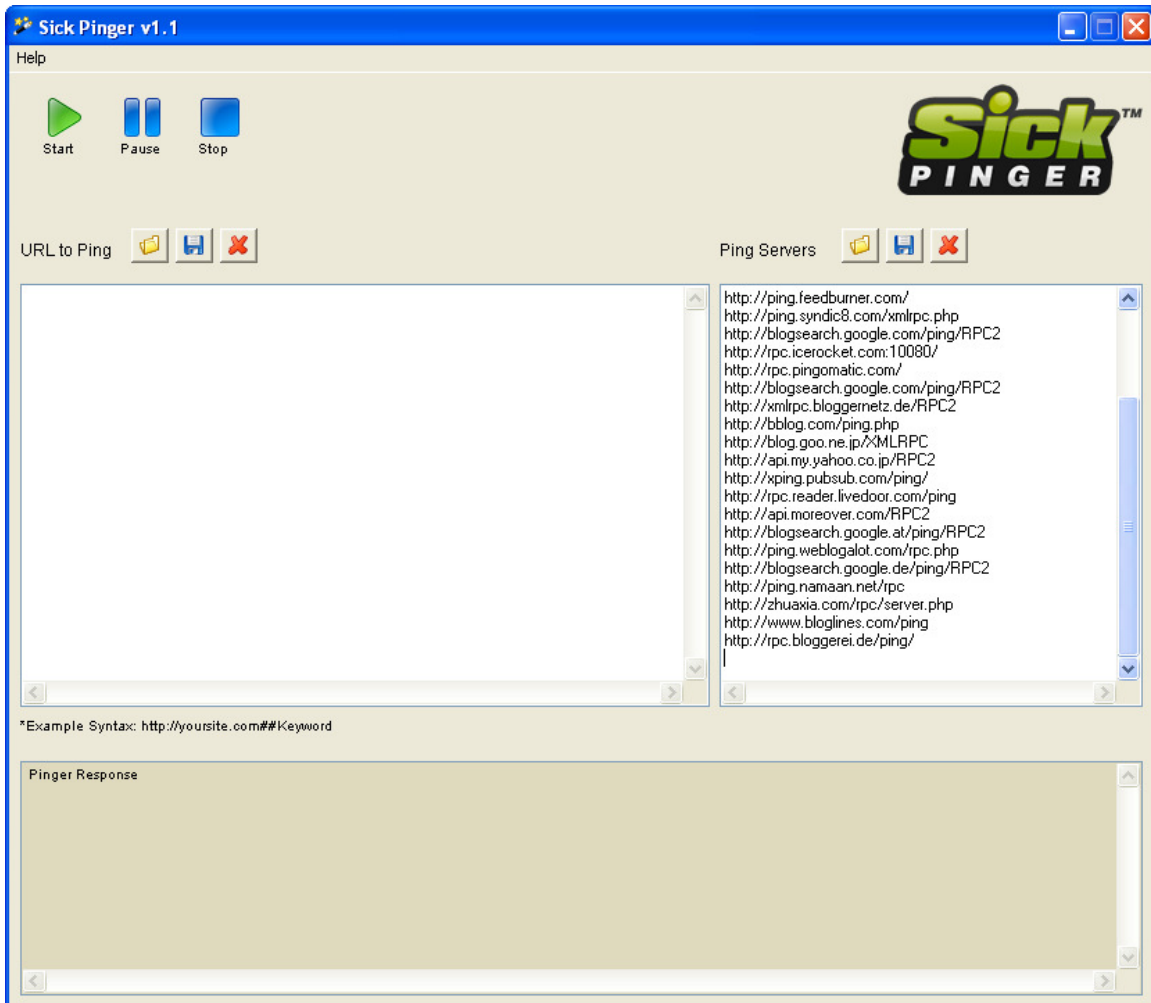 Sick Pinger v1.1
Help
Start Pause Stop
Sick™
PINGER
URL to Ping
Ping Servers
http://ping.feedburner.com/
http://ping.syndic8.com/xmlrpc.php
http://blogsearch.google.com/ping/RPC2
http://rpc.icerocket.com:10080/
http://rpc.pingomatic.com/
http://blogsearch.google.com/ping/RPC2
http://xmlrpc.bloggernetz.de/RPC2
http://bblog.com/ping.php
http://blog.goo.ne.jp/XMLRPC
http://api.my.yahoo.co.jp/RPC2
http://xping.pubsub.com/ping/
http://rpc.reader.livedoor.com/ping
http://api.moreover.com/RPC2
http://blogsearch.google.at/ping/RPC2
http://ping.weblogalot.com/rpc.php
http://blogsearch.google.de/ping/RPC2
http://ping.namaan.net/rpc
http://zhuaxia.com/rpc/server.php
http://www.bloglines.com/ping
http://rpc.bloggerei.de/ping/
*Example Syntax: http://yoursite.com##Keyword
Pinger Response